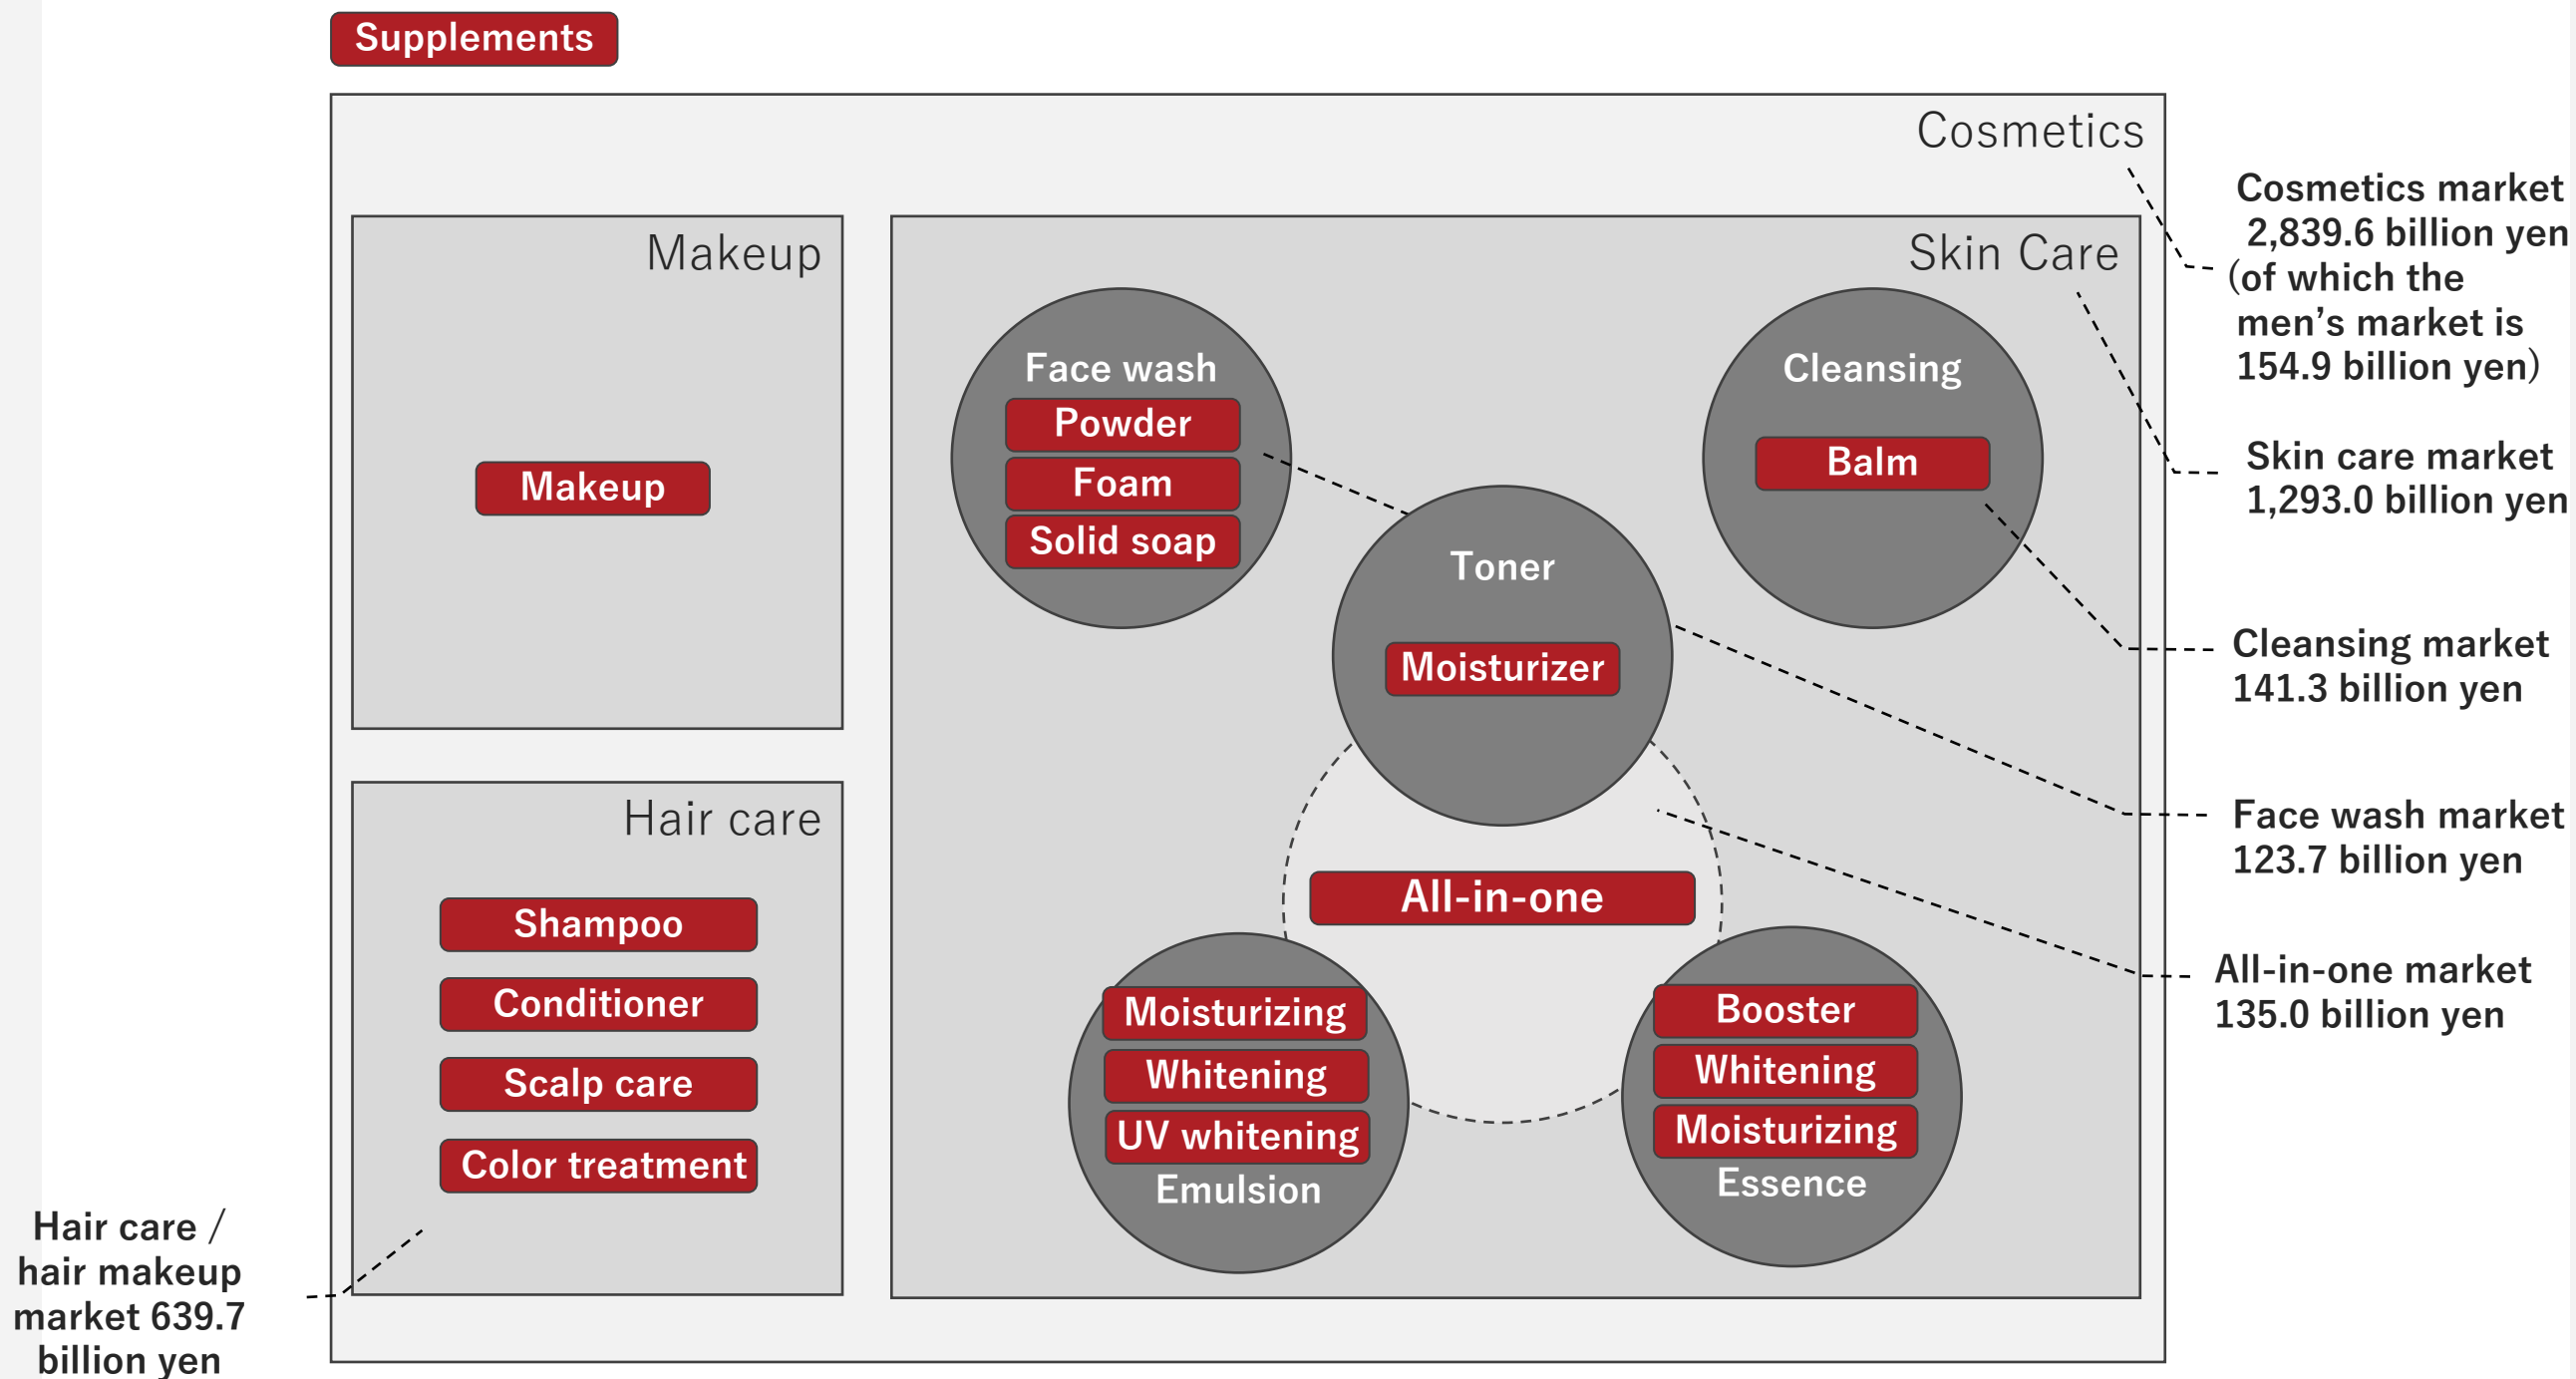 Supplements
Cosmetics
Makeup
Makeup
Hair care
Shampoo
Conditioner
Scalp care
Color treatment
Skin Care
Face wash
Powder
Foam
Solid soap
Cleansing
Balm
Toner
Moisturizer
All-in-one
Moisturizing
Whitening
UV whitening
Emulsion
Booster
Whitening
Moisturizing
Essence
Cosmetics market
2,839.6 billion yen
(of which the
men’s market is
154.9 billion yen)
Skin care market
1,293.0 billion yen
Cleansing market
141.3 billion yen
Face wash market
123.7 billion yen
All-in-one market
135.0 billion yen
Hair care /
hair makeup
market 639.7
billion yen